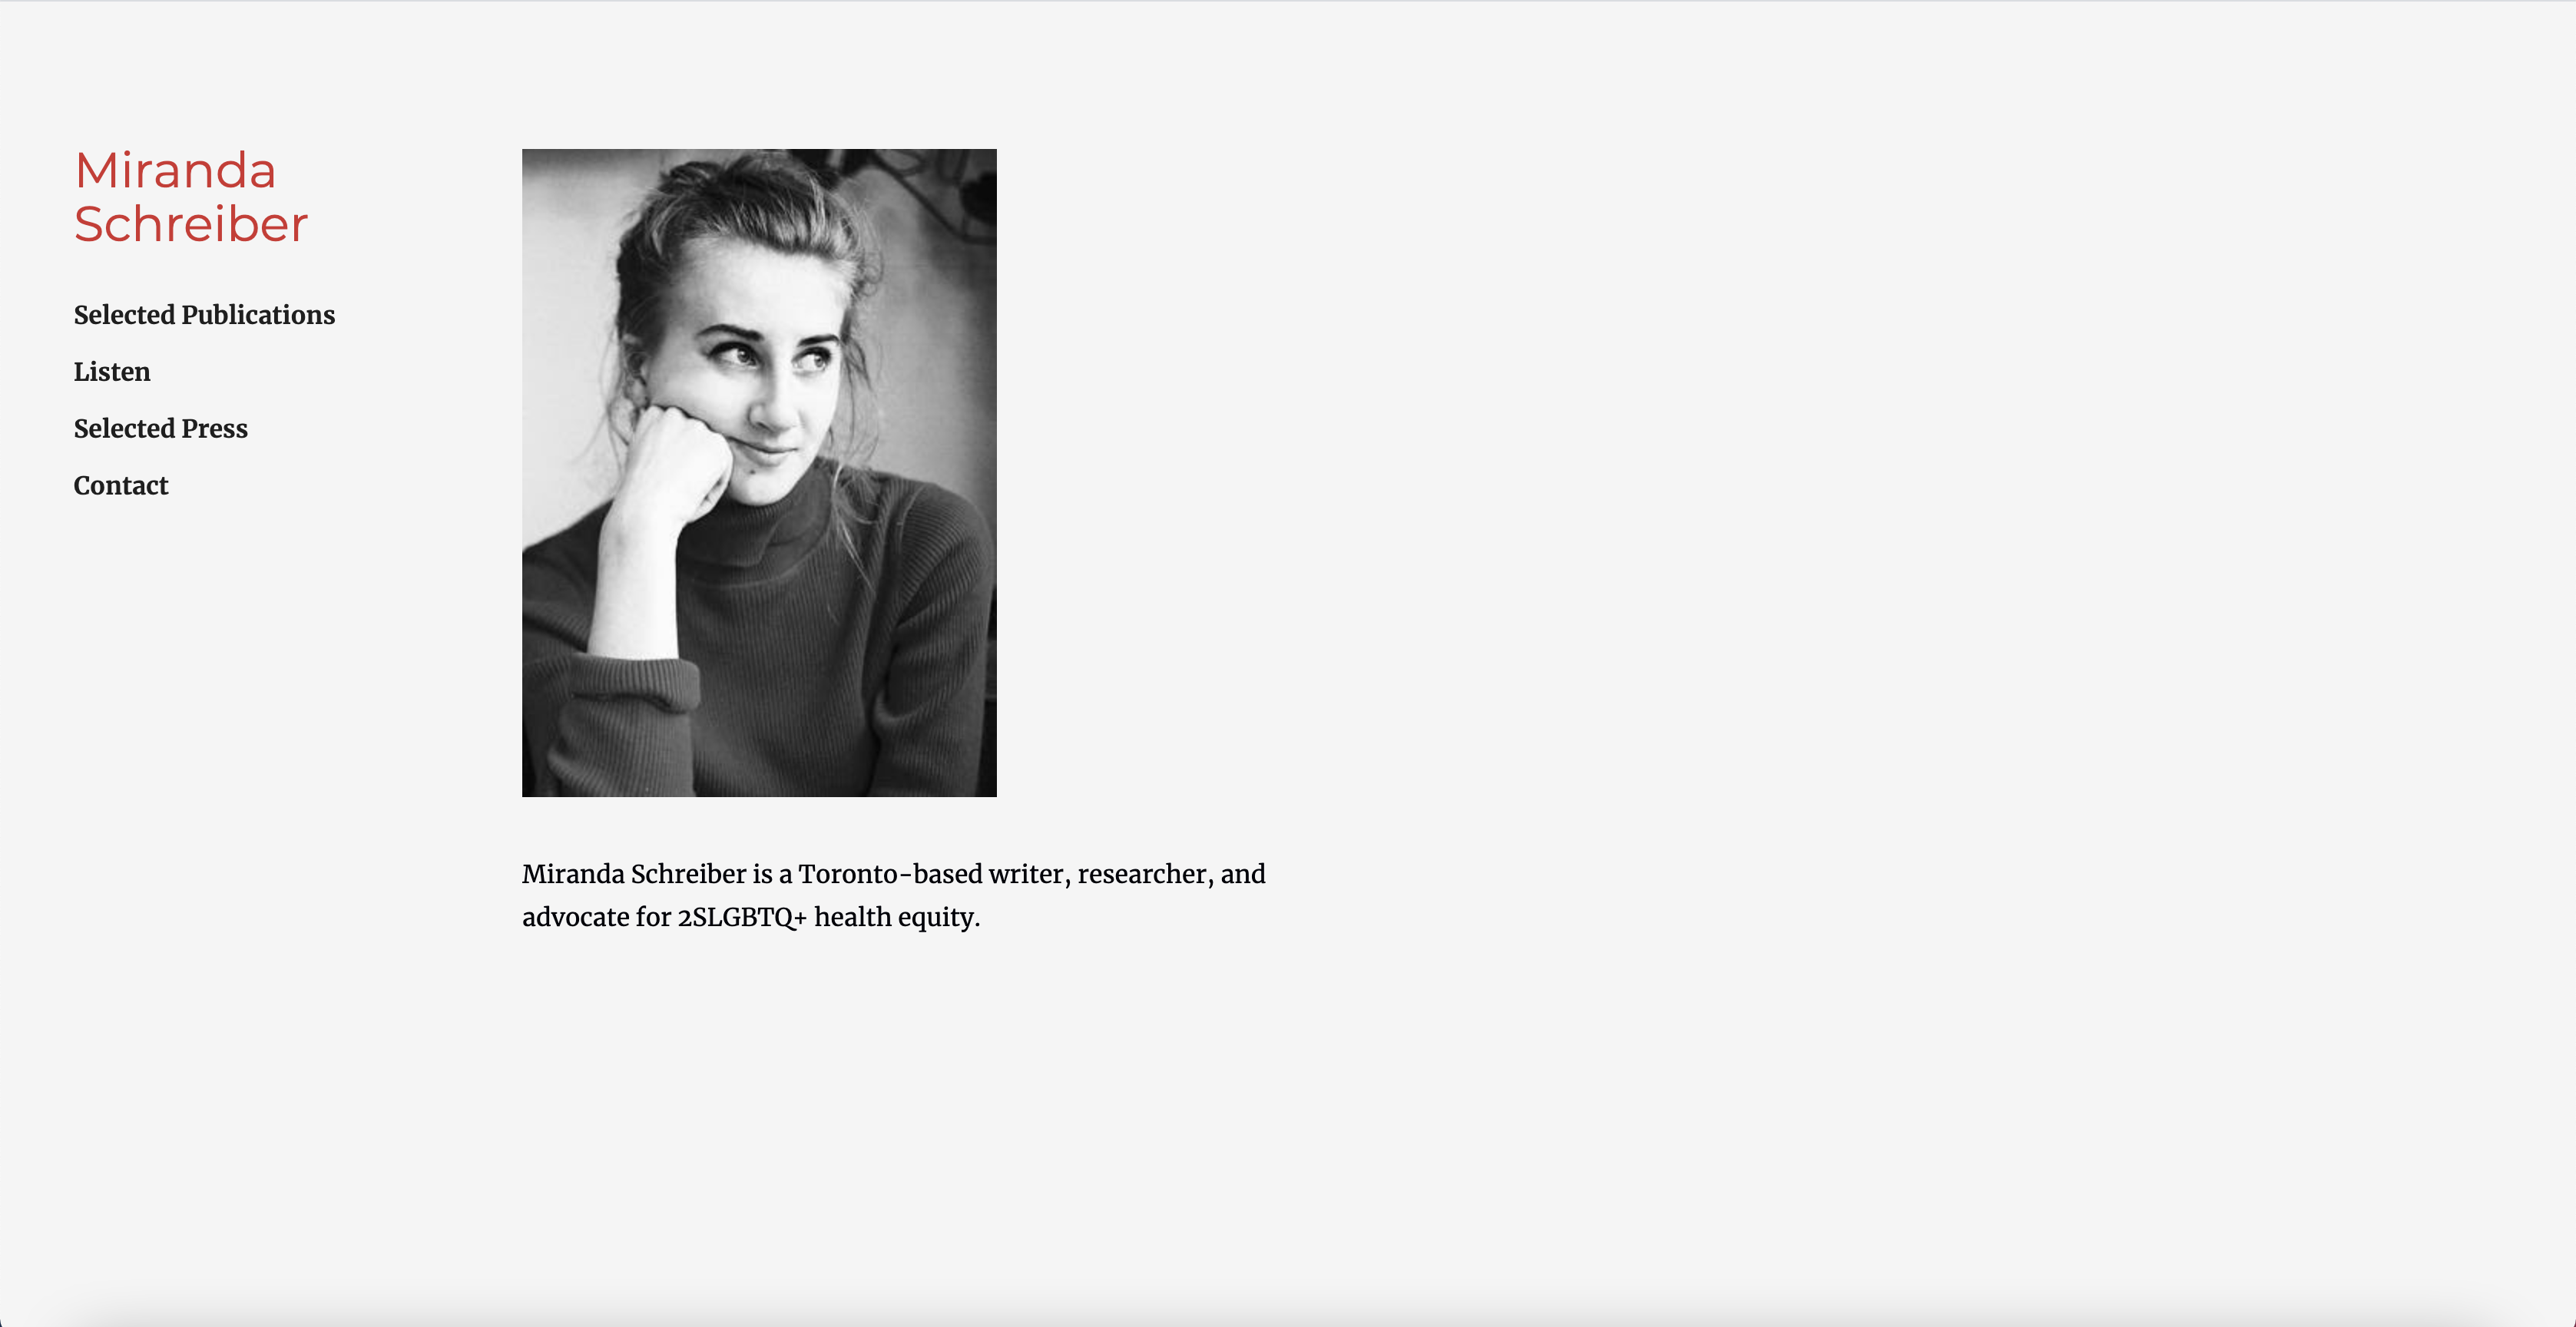 Miranda
Schreiber
Selected Publications
Listen
Selected Press
Contact
Miranda Schreiber is a Toronto-based writer, researcher, and
advocate for 2SLGBTQ+ health equity.